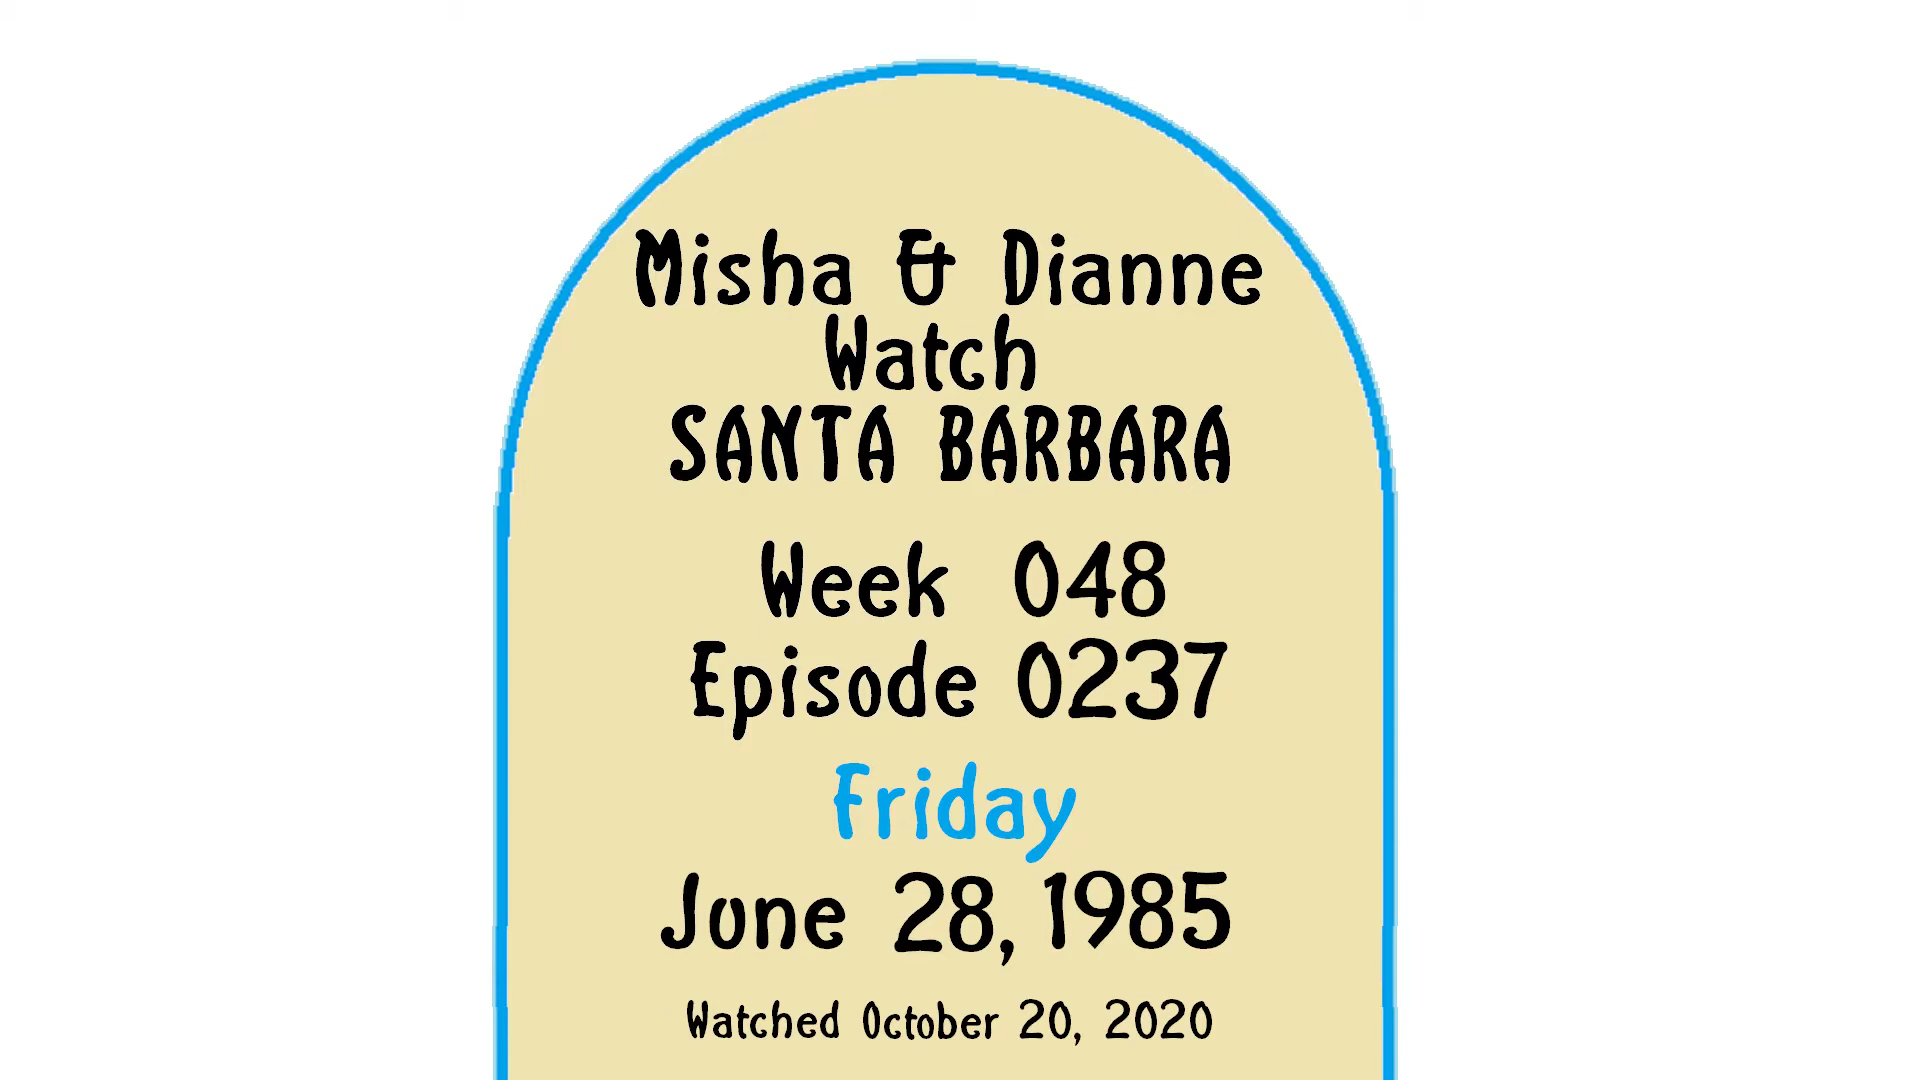 Misha & Dianne
Watch
SANTA BARBARA
Week 048
Episode 0237
Friday
June 28, 1985
Watched October 20, 2020